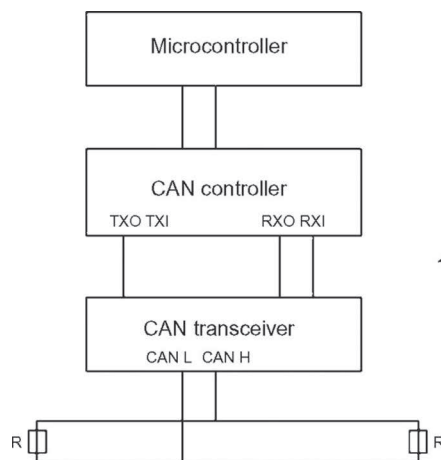 Microcontroller
CAN controller
TXO TXI RXO RXI
CAN transceiver
CAN L CAN H
R R